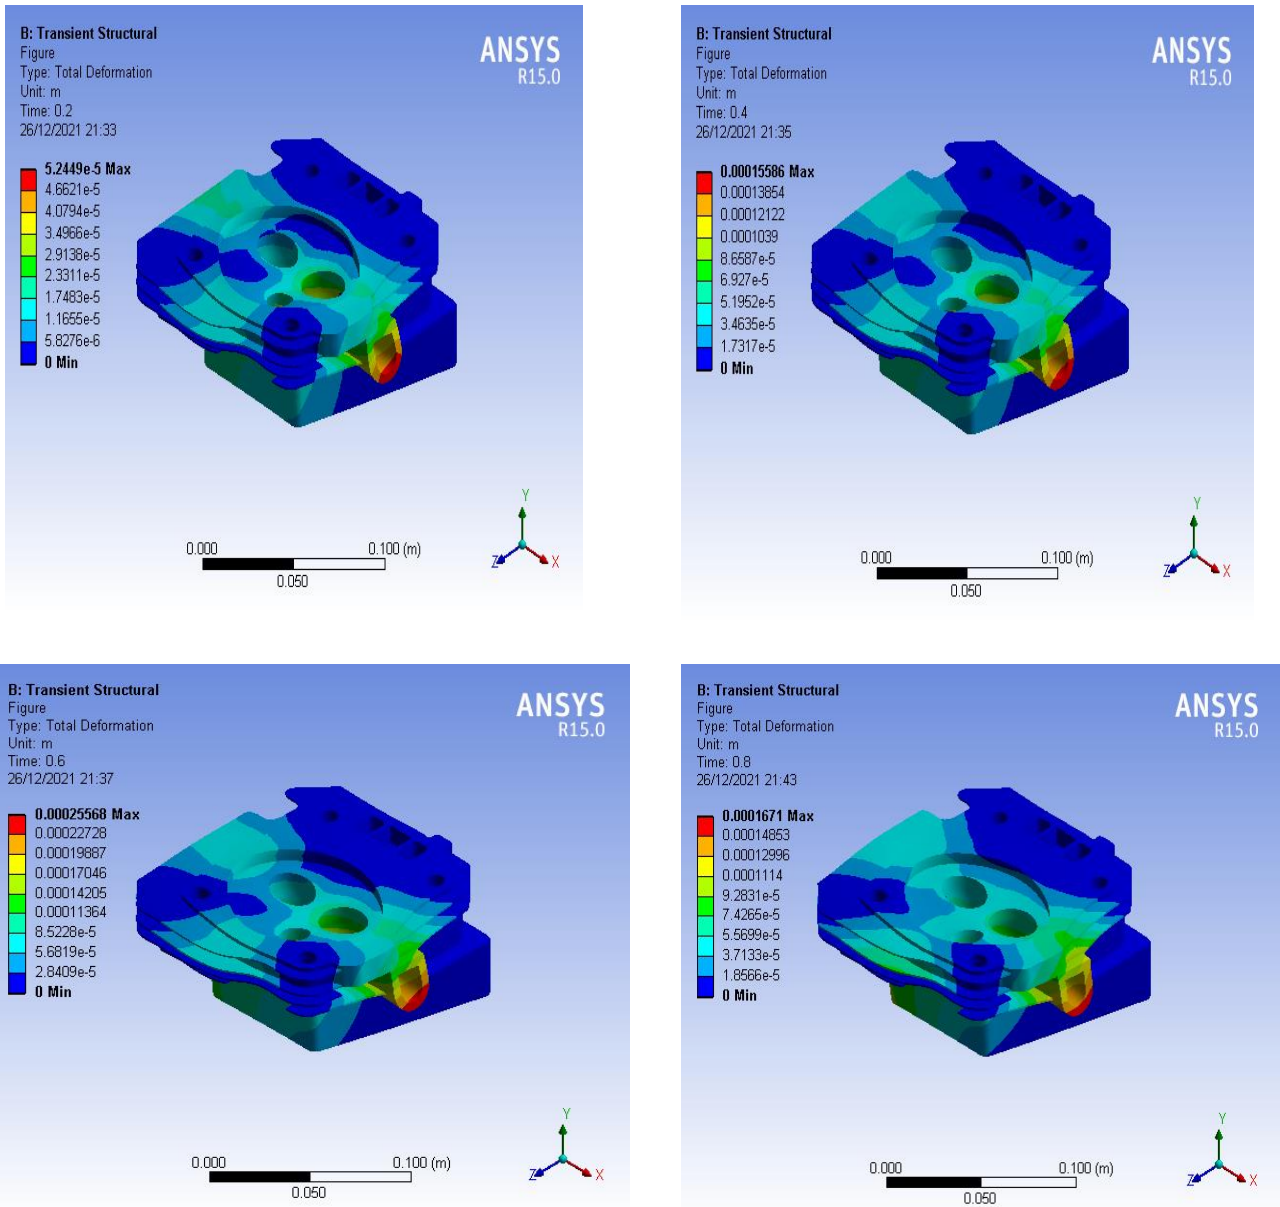 B: Transient Structural
Figure
Type: Total Deformation
Unit: m
Time: 0.2
26/12/2021 21:33
ANSYS
R15.0
5.2449e-5 Max
4.6621e-5
4.0794e-5
3.4966e-5
2.9138e-5
2.3311e-5
1.7483e-5
1.1655e-5
5.8276e-6
0 Min
Y
Z
X
0.000
0.100 (m)
0.050
B: Transient Structural
Figure
Type: Total Deformation
Unit: m
Time: 0.4
26/12/2021 21:35
ANSYS
R15.0
0.00015586 Max
0.00013854
0.00012122
0.0001039
8.6587e-5
6.927e-5
5.1952e-5
3.4635e-5
1.7317e-5
0 Min
Y
Z
X
0.000
0.100 (m)
0.050
B: Transient Structural
Figure
Type: Total Deformation
Unit: m
Time: 0.6
26/12/2021 21:37
ANSYS
R15.0
0.00025568 Max
0.00022728
0.00019887
0.00017046
0.00014205
0.00011364
8.5228e-5
5.6819e-5
2.8409e-5
0 Min
Y
Z
X
0.000
0.100 (m)
0.050
B: Transient Structural
Figure
Type: Total Deformation
Unit: m
Time: 0.8
26/12/2021 21:43
ANSYS
R15.0
0.0001671 Max
0.00014853
0.00012996
0.0001114
9.2831e-5
7.4265e-5
5.5699e-5
3.7133e-5
1.8566e-5
0 Min
Y
Z
X
0.000
0.100 (m)
0.050